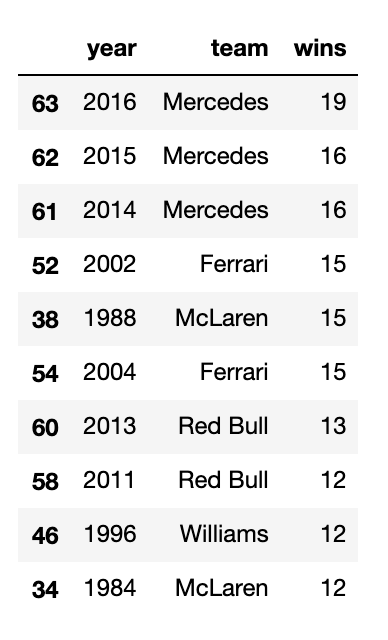 year team wins
63 2016 Mercedes 19
62 2015 Mercedes 16
61 2014 Mercedes 16
52 2002 Ferrari 15
38 1988 McLaren 15
54 2004 Ferrari 15
60 2013 Red Bull 13
58 2011 Red Bull 12
46 1996 Williams 12
34 1984 McLaren 12